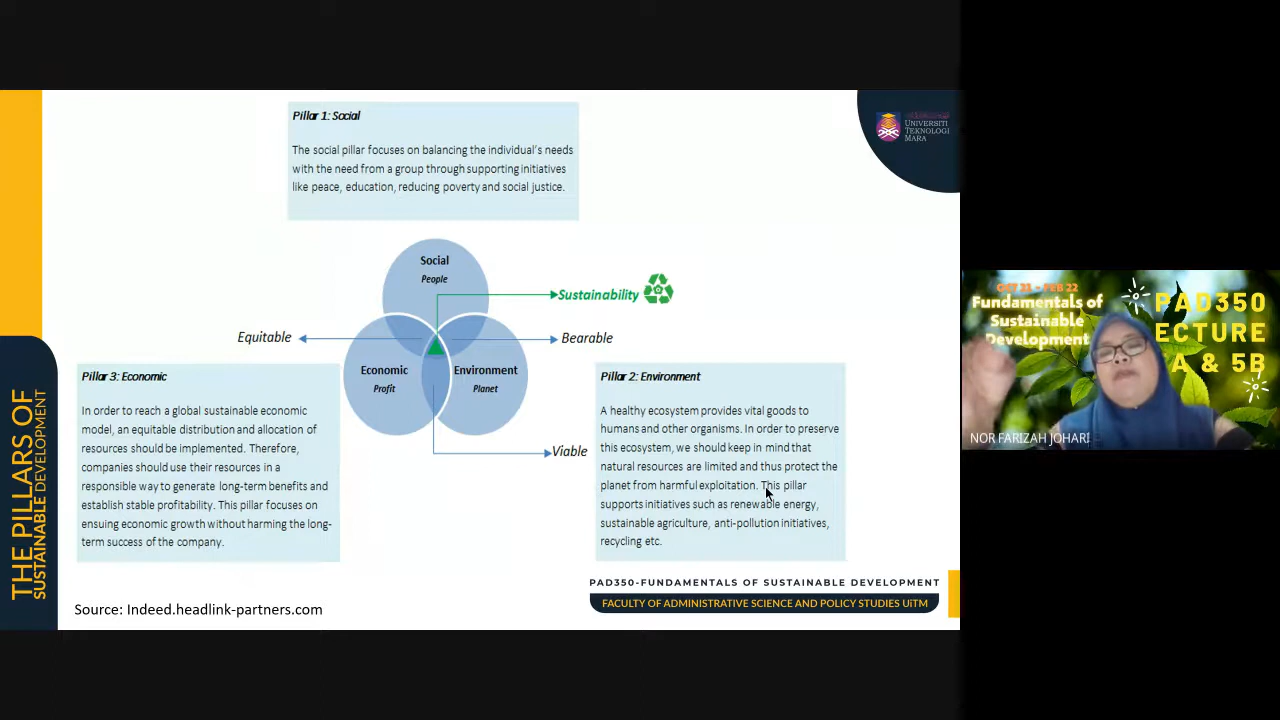 THE PILLARS OF
SUSTAINABLE DEVELOPMENT
Pillar 1: Social
The social pillar focuses on balancing the individual's needs
with the need from a group through supporting initiatives
like peace, education, reducing poverty and social justice.
UNIVERSITI
TEKNOLOGI
MARA
Social
People
Sustainability
Equitable
Bearable
Economic
Profit
Environment
Planet
Viable
Pillar 3: Economic
In order to reach a global sustainable economic
model, an equitable distribution and allocation of
resources should be implemented. Therefore,
companies should use their resources in a
responsible way to generate long-term benefits and
establish stable profitability. This pillar focuses on
ensuing economic growth without harming the long-
term success of the company.
Pillar 2: Environment
A healthy ecosystem provides vital goods to
humans and other organisms. In order to preserve
this ecosystem, we should keep in mind that
natural resources are limited and thus protect the
planet from harmful exploitation. This pillar
supports initiatives such as renewable energy,
sustainable agriculture, anti-pollution initiatives,
recycling etc.
Source: Indeed.headlink-partners.com
PAD350-FUNDAMENTALS OF SUSTAINABLE DEVELOPMENT
FACULTY OF ADMINISTRATIVE SCIENCE AND POLICY STUDIES UiTM
FEB 22
Fundamentals of
Sustainable
Development
PAD350
ECTURE
A & 5B
NOR FARIZAH JOHARI